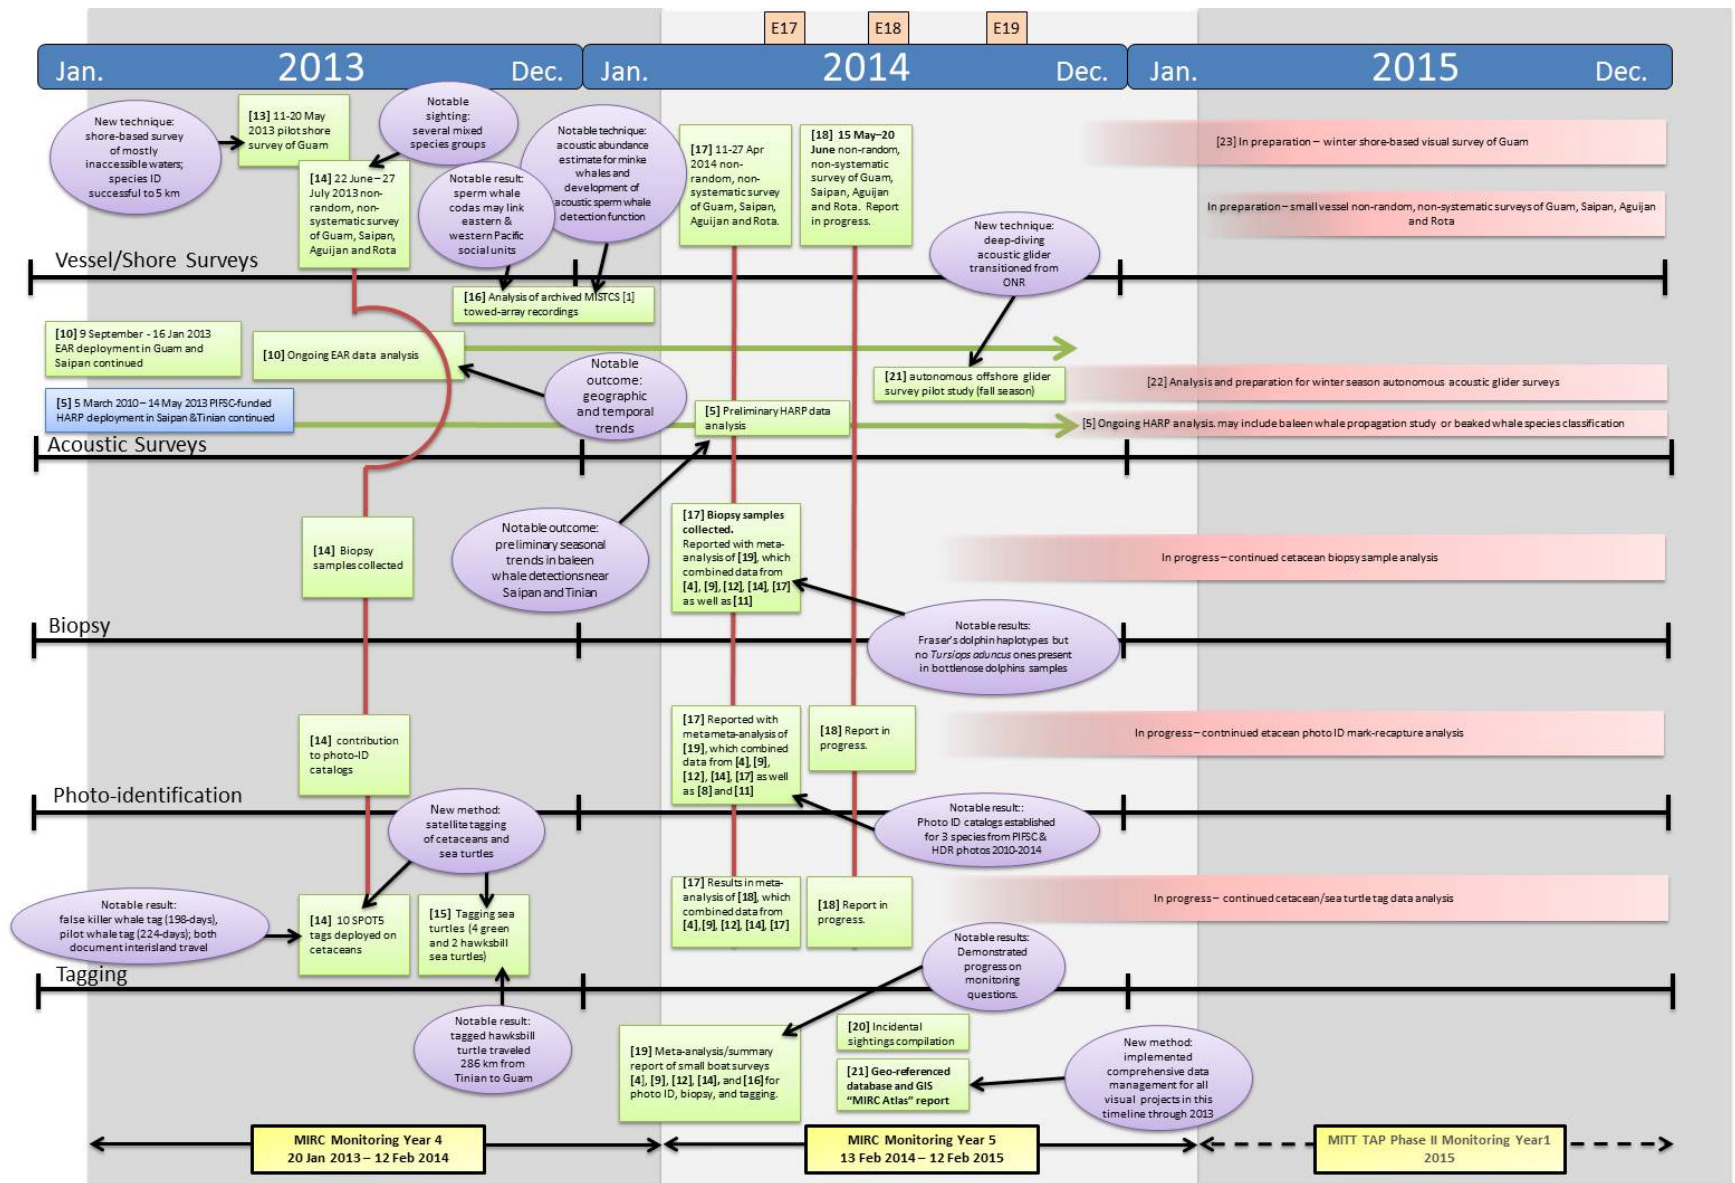 E17
E18
E19
Jan.
2013
Dec.
Jan.
2014
Dec.
Jan.
2015
Dec.
New technique:
shore-based survey
of mostly
inaccessible waters;
species ID
successful to 5 km
[13] 11-20 May
2013 pilot shore
survey of Guam
Notable
sighting:
several mixed
species groups
[14] 22 June – 27
July 2013 non-
random, non-
systematic survey
of Guam, Saipan,
Aguijan and Rota
Notable result:
sperm whale
codas may link
eastern &
western Pacific
social units
Notable technique:
acoustic abundance
estimate for minke
whales and
development of
acoustic sperm whale
detection function
[17] 11-27 Apr
2014 non-
random, non-
systematic survey
of Guam, Saipan,
Aguijan and Rota.
[18] 15 May–20
June non-random,
non-systematic
survey of Guam,
Saipan, Aguijan
and Rota. Report
in progress.
New technique:
deep-diving
acoustic glider
transitioned from
ONR
[23] In preparation – winter shore-based visual survey of Guam
In preparation – small vessel non-random, non-systematic surveys of Guam, Saipan, Aguijan
and Rota
Vessel/Shore Surveys
[16] Analysis of archived MISTCS [1]
towed-array recordings
[10] 9 September - 16 Jan 2013
EAR deployment in Guam and
Saipan continued
[10] Ongoing EAR data analysis
Notable
outcome:
geographic
and temporal
trends
[21] autonomous offshore glider
survey pilot study (fall season)
[22] Analysis and preparation for winter season autonomous acoustic glider surveys
[5] 5 March 2010 – 14 May 2013 PIFSC-funded
HARP deployment in Saipan &Tinian continued
[5] Preliminary HARP data
analysis
[5] Ongoing HARP analysis. may include baleen whale propagation study or beaked whale species classification
Acoustic Surveys
Notable outcome:
preliminary seasonal
trends in baleen
whale detections near
Saipan and Tinian
[14] Biopsy
samples collected
[17] Biopsy samples
collected.
Reported with meta-
analysis of [19], which
combined data from
[4], [9], [12], [14], [17]
as well as [11]
In progress – continued cetacean biopsy sample analysis
Notable results:
Fraser's dolphin haplotypes but
no Tursiops aduncus ones present
in bottlenose dolphins samples
Biopsy
[14] contribution
to photo-ID
catalogs
[17] Reported with
metameta-analysis of
[19], which combined
data from [4], [9],
[12], [14], [17] as well
as [8] and [11]
[18] Report in
progress.
In progress – contninued etacean photo ID mark-recapture analysis
Notable result::
Photo ID catalogs established
for 3 species from PIFSC &
HDR photos 2010-2014
Photo-identification
New method:
satellite tagging
of cetaceans and
sea turtles
Notable result:
false killer whale tag (198-days),
pilot whale tag (224-days); both
document interisland travel
[14] 10 SPOT5
tags deployed on
cetaceans
[15] Tagging sea
turtles (4 green
and 2 hawksbill
sea turtles)
[17] Results in meta-
analysis of [18], which
combined data from
[4],[9], [12], [14], [17]
[18] Report in
progress.
In progress – continued cetacean/sea turtle tag data analysis
Notable results:
Demonstrated
progress on
monitoring
questions.
Tagging
Notable result:
tagged hawksbill
turtle traveled
286 km from
Tinian to Guam
[19] Meta-analysis/summary
report of small boat surveys
[4], [9], [12], [14], and [16] for
photo ID, biopsy, and tagging.
[20] Incidental
sightings compilation
[21] Geo-referenced
database and GIS
"MIRC Atlas" report
New method:
implemented
comprehensive data
management for all
visual projects in this
timeline through 2013
MIRC Monitoring Year 4
20 Jan 2013 – 12 Feb 2014
MIRC Monitoring Year 5
13 Feb 2014 – 12 Feb 2015
MITT TAP Phase II Monitoring Year1
2015